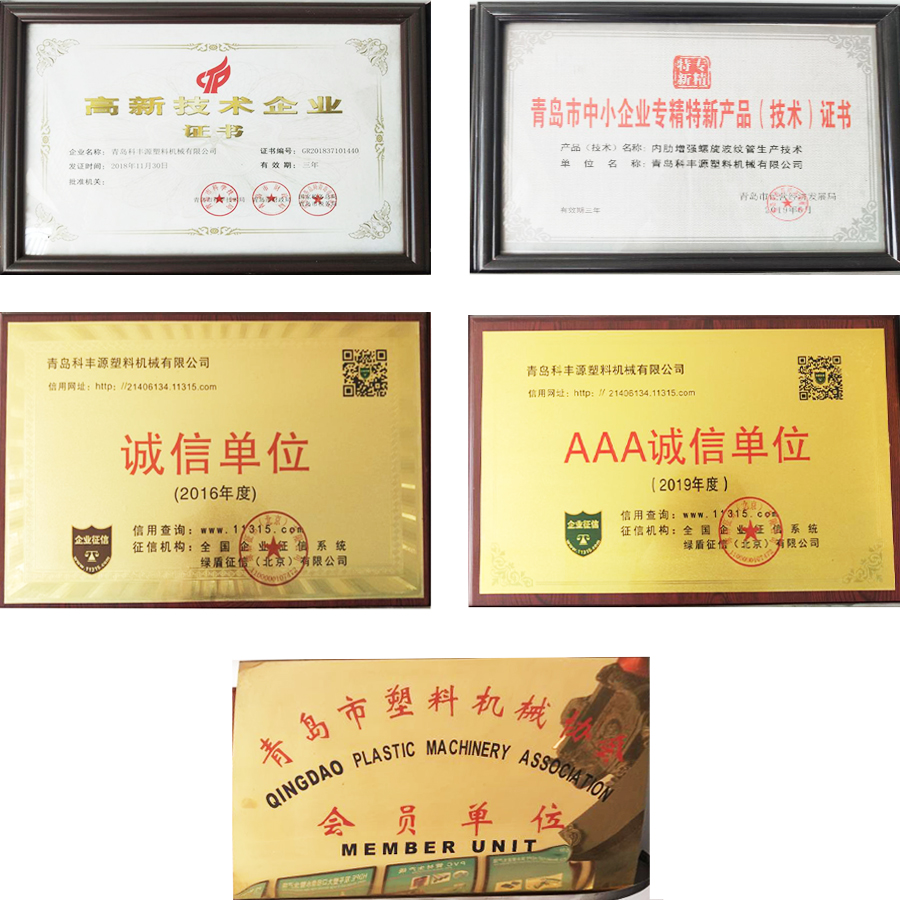 高新技术企业
证书
企业名称：青岛科丰源塑料机械有限公司
证书编号：GR201837101440
发证时间：2018年11月30日
有效期：三年
批准机关：
专精
特新
青岛市中小企业专精特新产品（技术）证书
产品（技术）名称：内肋增强螺旋波纹管生产技术
单位名称：青岛科丰源塑料机械有限公司
2019年6月
有效期三年
青岛科丰源塑料机械有限公司
信用网址：http：//21406134.11315.com
诚信单位
(2016年度)
企业征信
信用查询：www.11315.com
征信机构：全国企业征信系统
绿盾征信（北京）有限公司
青岛科丰源塑料机械有限公司
信用网址：http：// 21406134.11315.com
AAA诚信单位
（2019年度）
企业征信
信用查询：www.11315.com
征信机构：全国企业征信系统
绿盾征信（北京）有限公司
青岛市塑料机械协
QINGDAO PLASTIC MACHINERY ASSOCIATION
会员单位
MEMBER UNIT